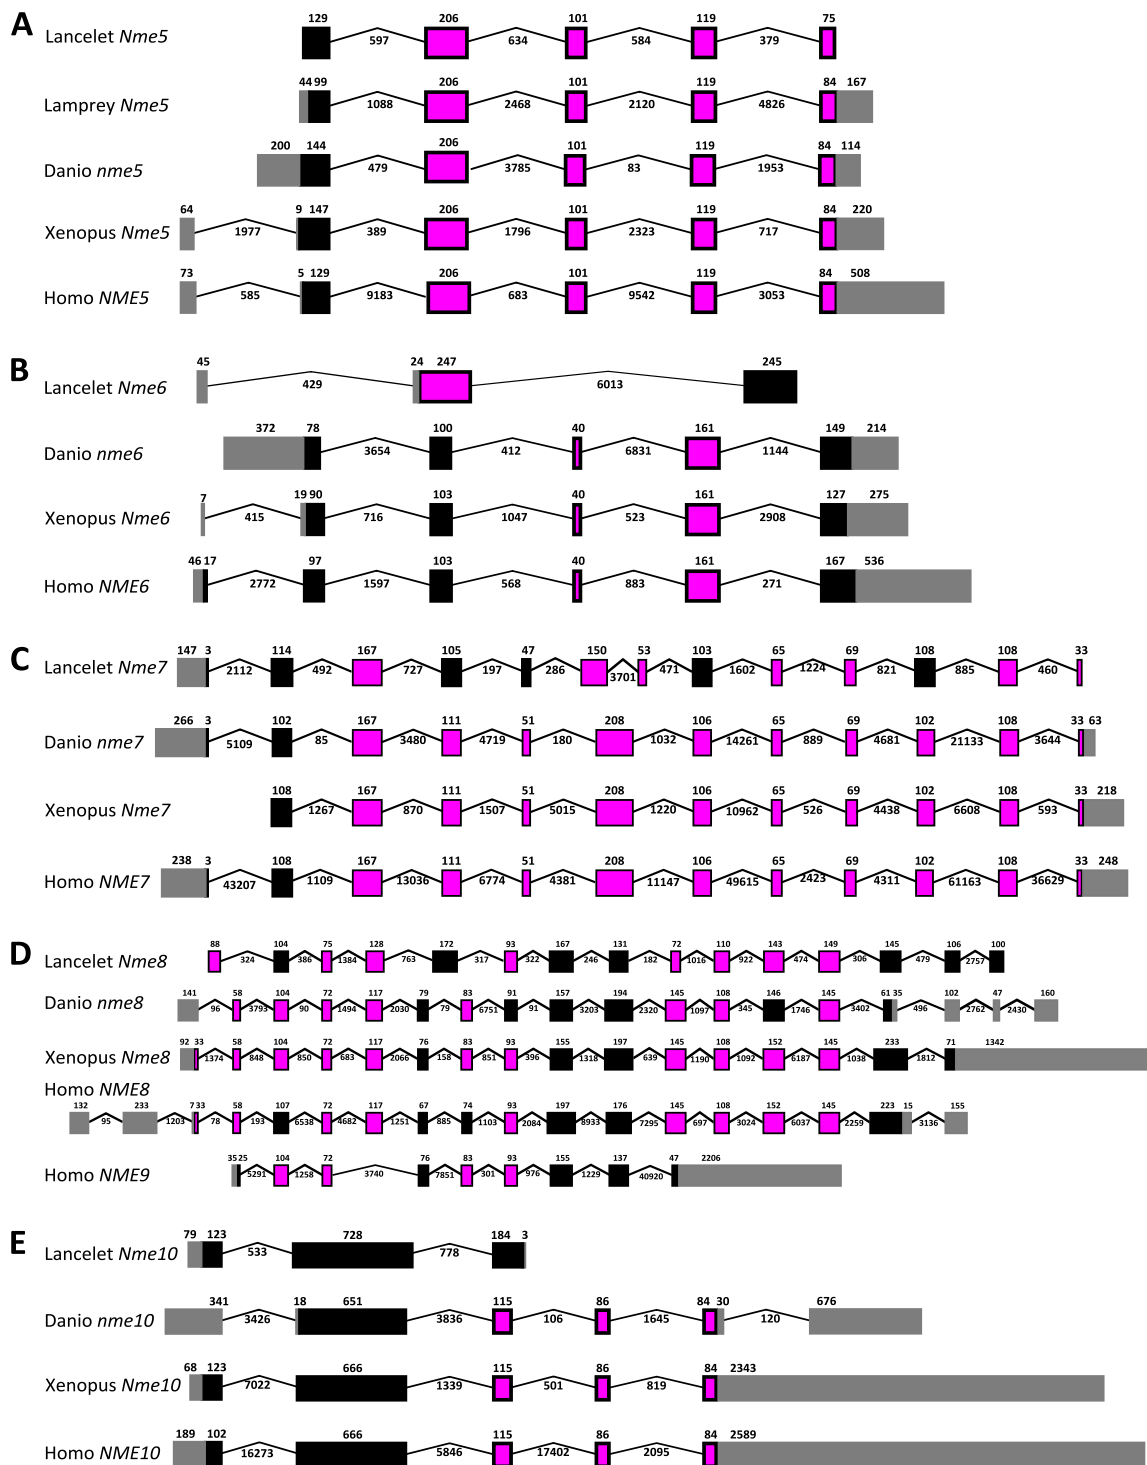 A
129 206 101 119 75
Lancelet Nme5
597 634 584 379
44 99 206 101 119 84 167
Lamprey Nme5
1088 2468 2120 4826
200 144 206 101 119 84 114
Danio nme5
479 3785 83 1953
64 9 147 206 101 119 84 220
Xenopus Nme5
1977 389 1796 2323 717
73 5 129 206 101 119 84 508
Homo NME5
585 9183 683 9542 3053
B
45 24 247 245
Lancelet Nme6
429 6013
372 78 100 40 161 149 214
Danio nme6
3654 412 6831 1144
7 19 90 103 40 161 127 275
Xenopus Nme6
415 716 1047 523 2908
46 17 97 103 40 161 167 536
Homo NME6
2772 1597 568 883 271
C
147 3 114 167 105 47 150 53 103 65 69 108 108 33
Lancelet Nme7
2112 492 727 197 286 3701 471 1602 1224 821 885 460
266 3 102 167 111 51 208 106 65 69 102 108 33 63
Danio nme7
5109 85 3480 4719 180 1032 14261 889 4681 21133 3644
108 167 111 51 208 106 65 69 102 108 33 218
Xenopus Nme7
1267 870 1507 5015 1220 10962 526 4438 6608 593
238 3 108 167 111 51 208 106 65 69 102 108 33 248
Homo NME7
43207 1109 13036 6774 4381 11147 49615 2423 4311 61163 36629
D
88 104 75 128 172 93 167 131 72 110 143 149 145 106 100
Lancelet Nme8
324 386 1384 763 317 322 246 182 1016 922 474 306 479 2757
141 58 104 72 117 79 83 91 157 194 145 108 146 145 61 35 102 47 160
Danio nme8
96 3793 90 1494 2030 79 6751 91 3203 2320 1097 345 1746 3402 496 2762 2430
92 33 58 104 72 117 76 83 93 155 197 145 108 152 145 233 71 1342
Xenopus Nme8
1374 848 850 683 2066 158 851 396 1318 639 1190 1092 6187 1038 1812
Homo NME8
132 233 7 33 58 107 72 117 67 74 93 197 176 145 108 152 145 223 15 155
95 1203 78 193 6538 4682 1251 885 1103 2084 8933 7295 697 3024 6037 2259 3136
35 25 104 72 76 83 93 155 137 47 2206
Homo NME9
5291 1258 3740 7851 301 976 1229 40920
E
79 123 728 184 3
Lancelet Nme10
533 778
341 18 651 115 86 84 30 676
Danio nme10
3426 3836 106 1645 120
68 123 666 115 86 84 2343
Xenopus Nme10
7022 1339 501 819
189 102 666 115 86 84 2589
Homo NME10
16273 5846 17402 2095